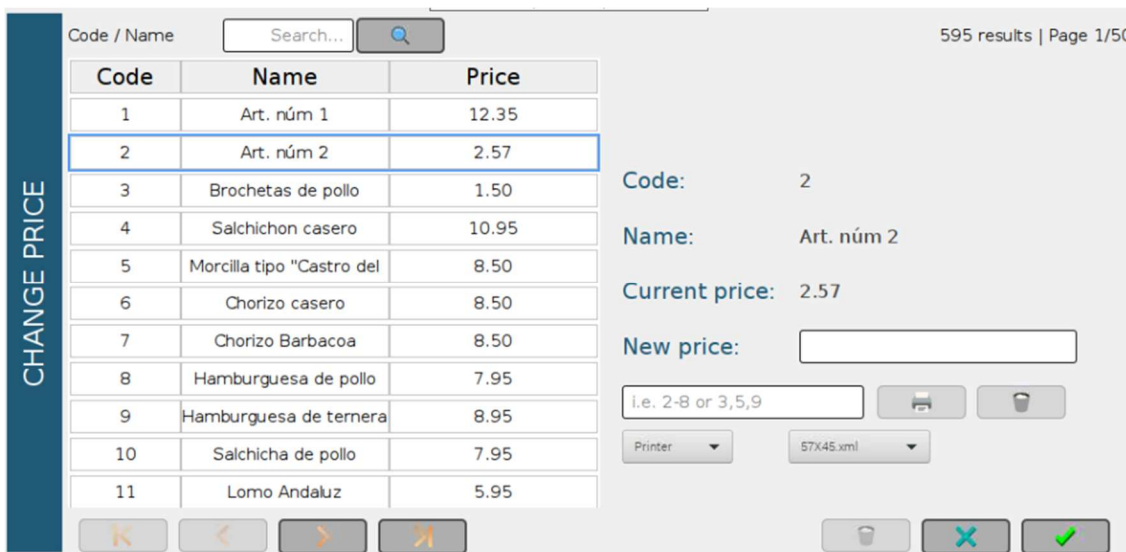 CHANGE PRICE
Code / Name Search... 595 results | Page 1/50
Code Name Price
1 Art. núm 1 12.35
2 Art. núm 2 2.57
3 Brochetas de pollo 1.50
4 Salchichon casero 10.95
5 Morcilla tipo "Castro del 8.50
6 Chorizo casero 8.50
7 Chorizo Barbacoa 8.50
8 Hamburguesa de pollo 7.95
9 Hamburguesa de ternera 8.95
10 Salchicha de pollo 7.95
11 Lomo Andaluz 5.95
Code: 2
Name: Art. núm 2
Current price: 2.57
New price:
i.e. 2-8 or 3,5,9
Printer 57X45.xml